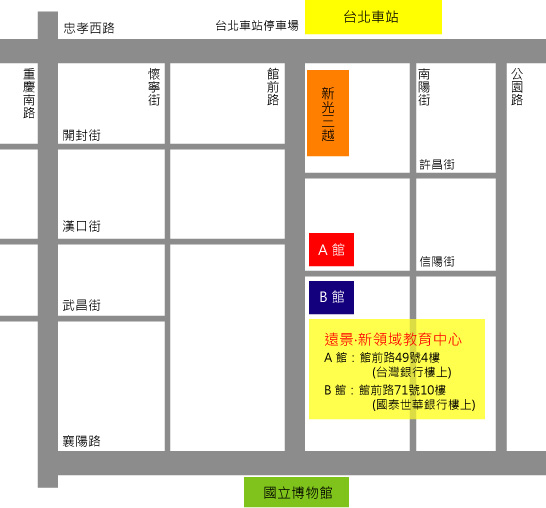 台北車站
台北車站停車場
忠孝西路
重慶南路
懷寧街
館前路
新光三越
南陽街
公園路
開封街
許昌街
漢口街
A 館
信陽街
B 館
武昌街
遠景‧新領域教育中心
A 館：館前路49號4樓
(台灣銀行樓上)
B 館：館前路71號10樓
(國泰世華銀行樓上)
襄陽路
國立博物館